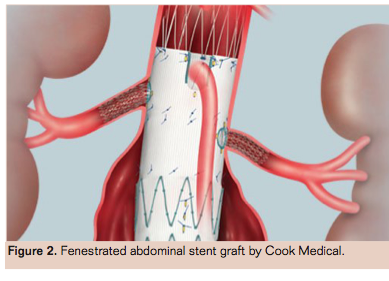 Figure 2. Fenestrated abdominal stent graft by Cook Medical.